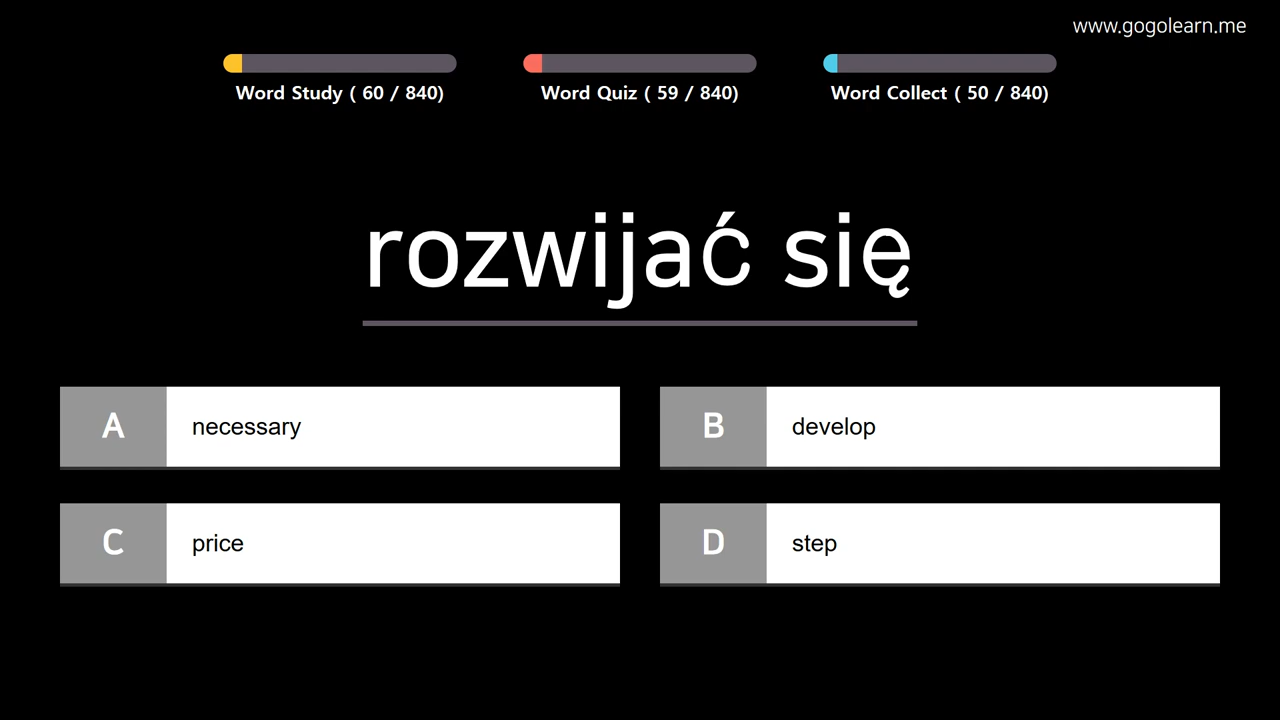 www.gogolearn.me
Word Study ( 60 / 840)
Word Quiz ( 59 / 840)
Word Collect ( 50 / 840)
rozwijać się
A necessary
B develop
C price
D step